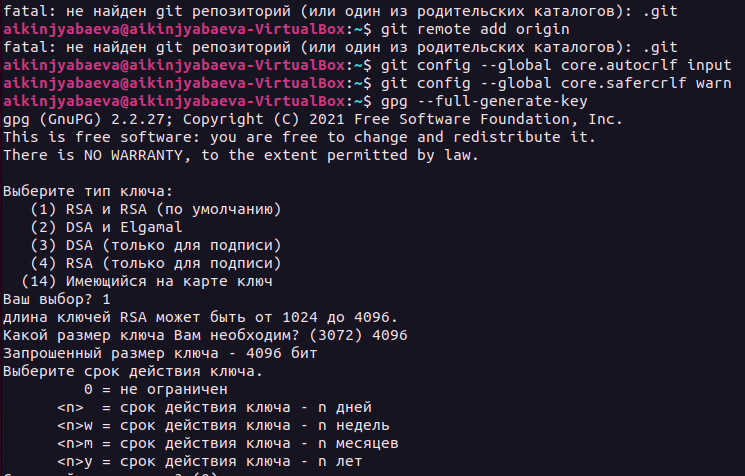 fatal: не найден git репозиторий (или один из родительских каталогов): .git
aikinjyabaeva@aikinjyabaeva-VirtualBox:~$ git remote add origin
fatal: не найден git репозиторий (или один из родительских каталогов): .git
aikinjyabaeva@aikinjyabaeva-VirtualBox:~$ git config --global core.autocrlf input
aikinjyabaeva@aikinjyabaeva-VirtualBox:~$ git config --global core.safercrlf warn
aikinjyabaeva@aikinjyabaeva-VirtualBox:~$ gpg --full-generate-key
gpg (GnuPG) 2.2.27; Copyright (C) 2021 Free Software Foundation, Inc.
This is free software: you are free to change and redistribute it.
There is NO WARRANTY, to the extent permitted by law.
Выберите тип ключа:
(1) RSA и RSA (по умолчанию)
(2) DSA и Elgamal
(3) DSA (только для подписи)
(4) RSA (только для подписи)
(14) Имеющийся на карте ключ
Ваш выбор? 1
длина ключей RSA может быть от 1024 до 4096.
Какой размер ключа Вам необходим? (3072) 4096
Запрошенный размер ключа - 4096 бит
Выберите срок действия ключа.
0 = не ограничен
<n> = срок действия ключа - n дней
<n>w = срок действия ключа - n недель
<n>m = срок действия ключа - n месяцев
<n>y = срок действия ключа - n лет